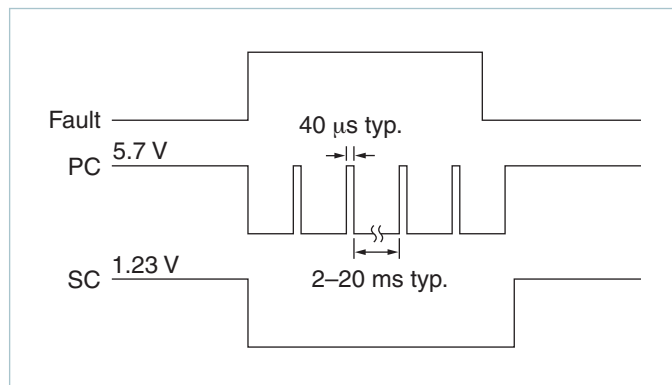 Fault
40 μs typ.
5.7 V
PC
1.23 V
SC
2–20 ms typ.